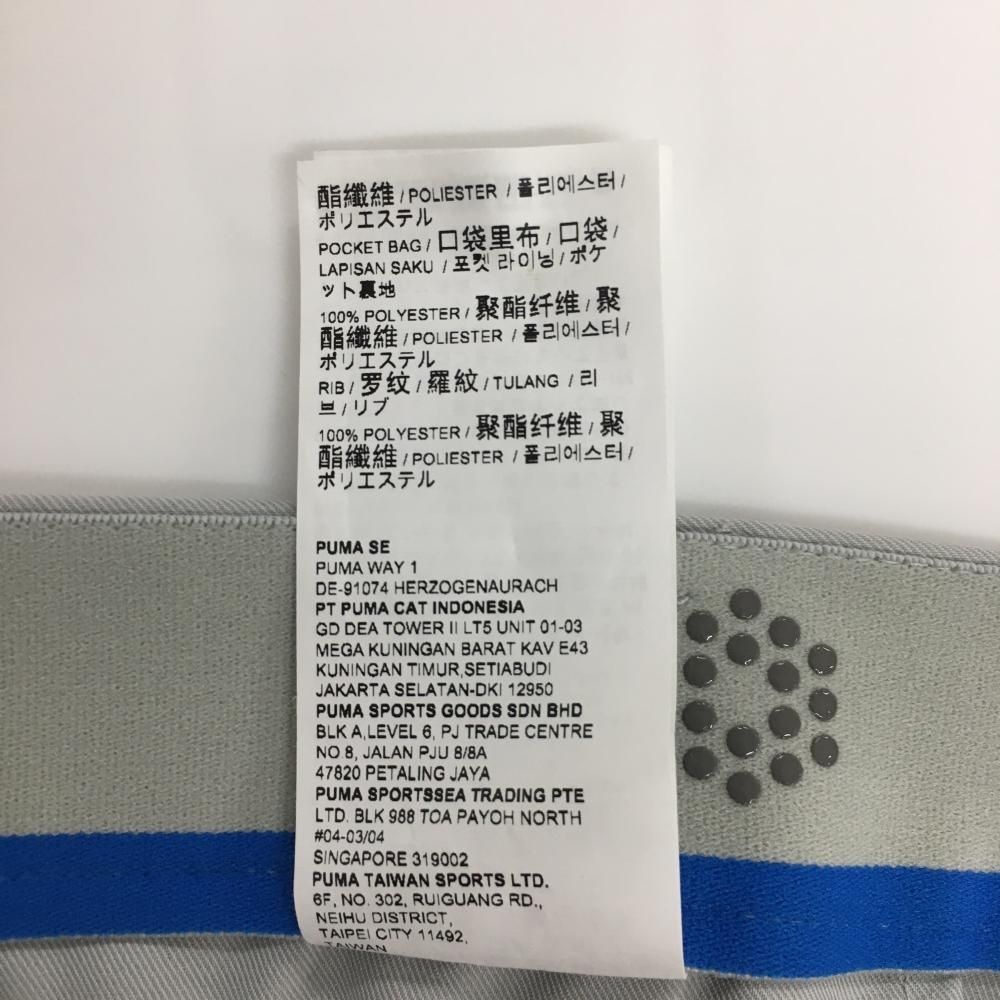 酯纖維 / POLIESTER / 폴리에스터 /
ポリエステル
POCKET BAG / 口袋里布 / 口袋 /
LAPISAN SAKU / 포켓 라이닝 / ポケ
ット裏地
100% POLYESTER / 聚酯纤维 / 聚
酯纖維 / POLIESTER / 폴리에스터 /
ポリエステル
RIB / 罗纹 / 羅紋 / TULANG / 리
브 / リブ
100% POLYESTER / 聚酯纤维 / 聚
酯纖維 / POLIESTER / 폴리에스터 /
ポリエステル
PUMA SE
PUMA WAY 1
DE-91074 HERZOGENAURACH
PT PUMA CAT INDONESIA
GD DEA TOWER II LT5 UNIT 01-03
MEGA KUNINGAN BARAT KAV E43
KUNINGAN TIMUR,SETIABUDI
JAKARTA SELATAN-DKI 12950
PUMA SPORTS GOODS SDN BHD
BLK A,LEVEL 6, PJ TRADE CENTRE
NO 8, JALAN PJU 8/8A
47820 PETALING JAYA
PUMA SPORTSSEA TRADING PTE
LTD. BLK 988 TOA PAYOH NORTH
#04-03/04
SINGAPORE 319002
PUMA TAIWAN SPORTS LTD.
6F, NO. 302, RUIGUANG RD.,
NEIHU DISTRICT,
TAIPEI CITY 11492,
TAIWAN